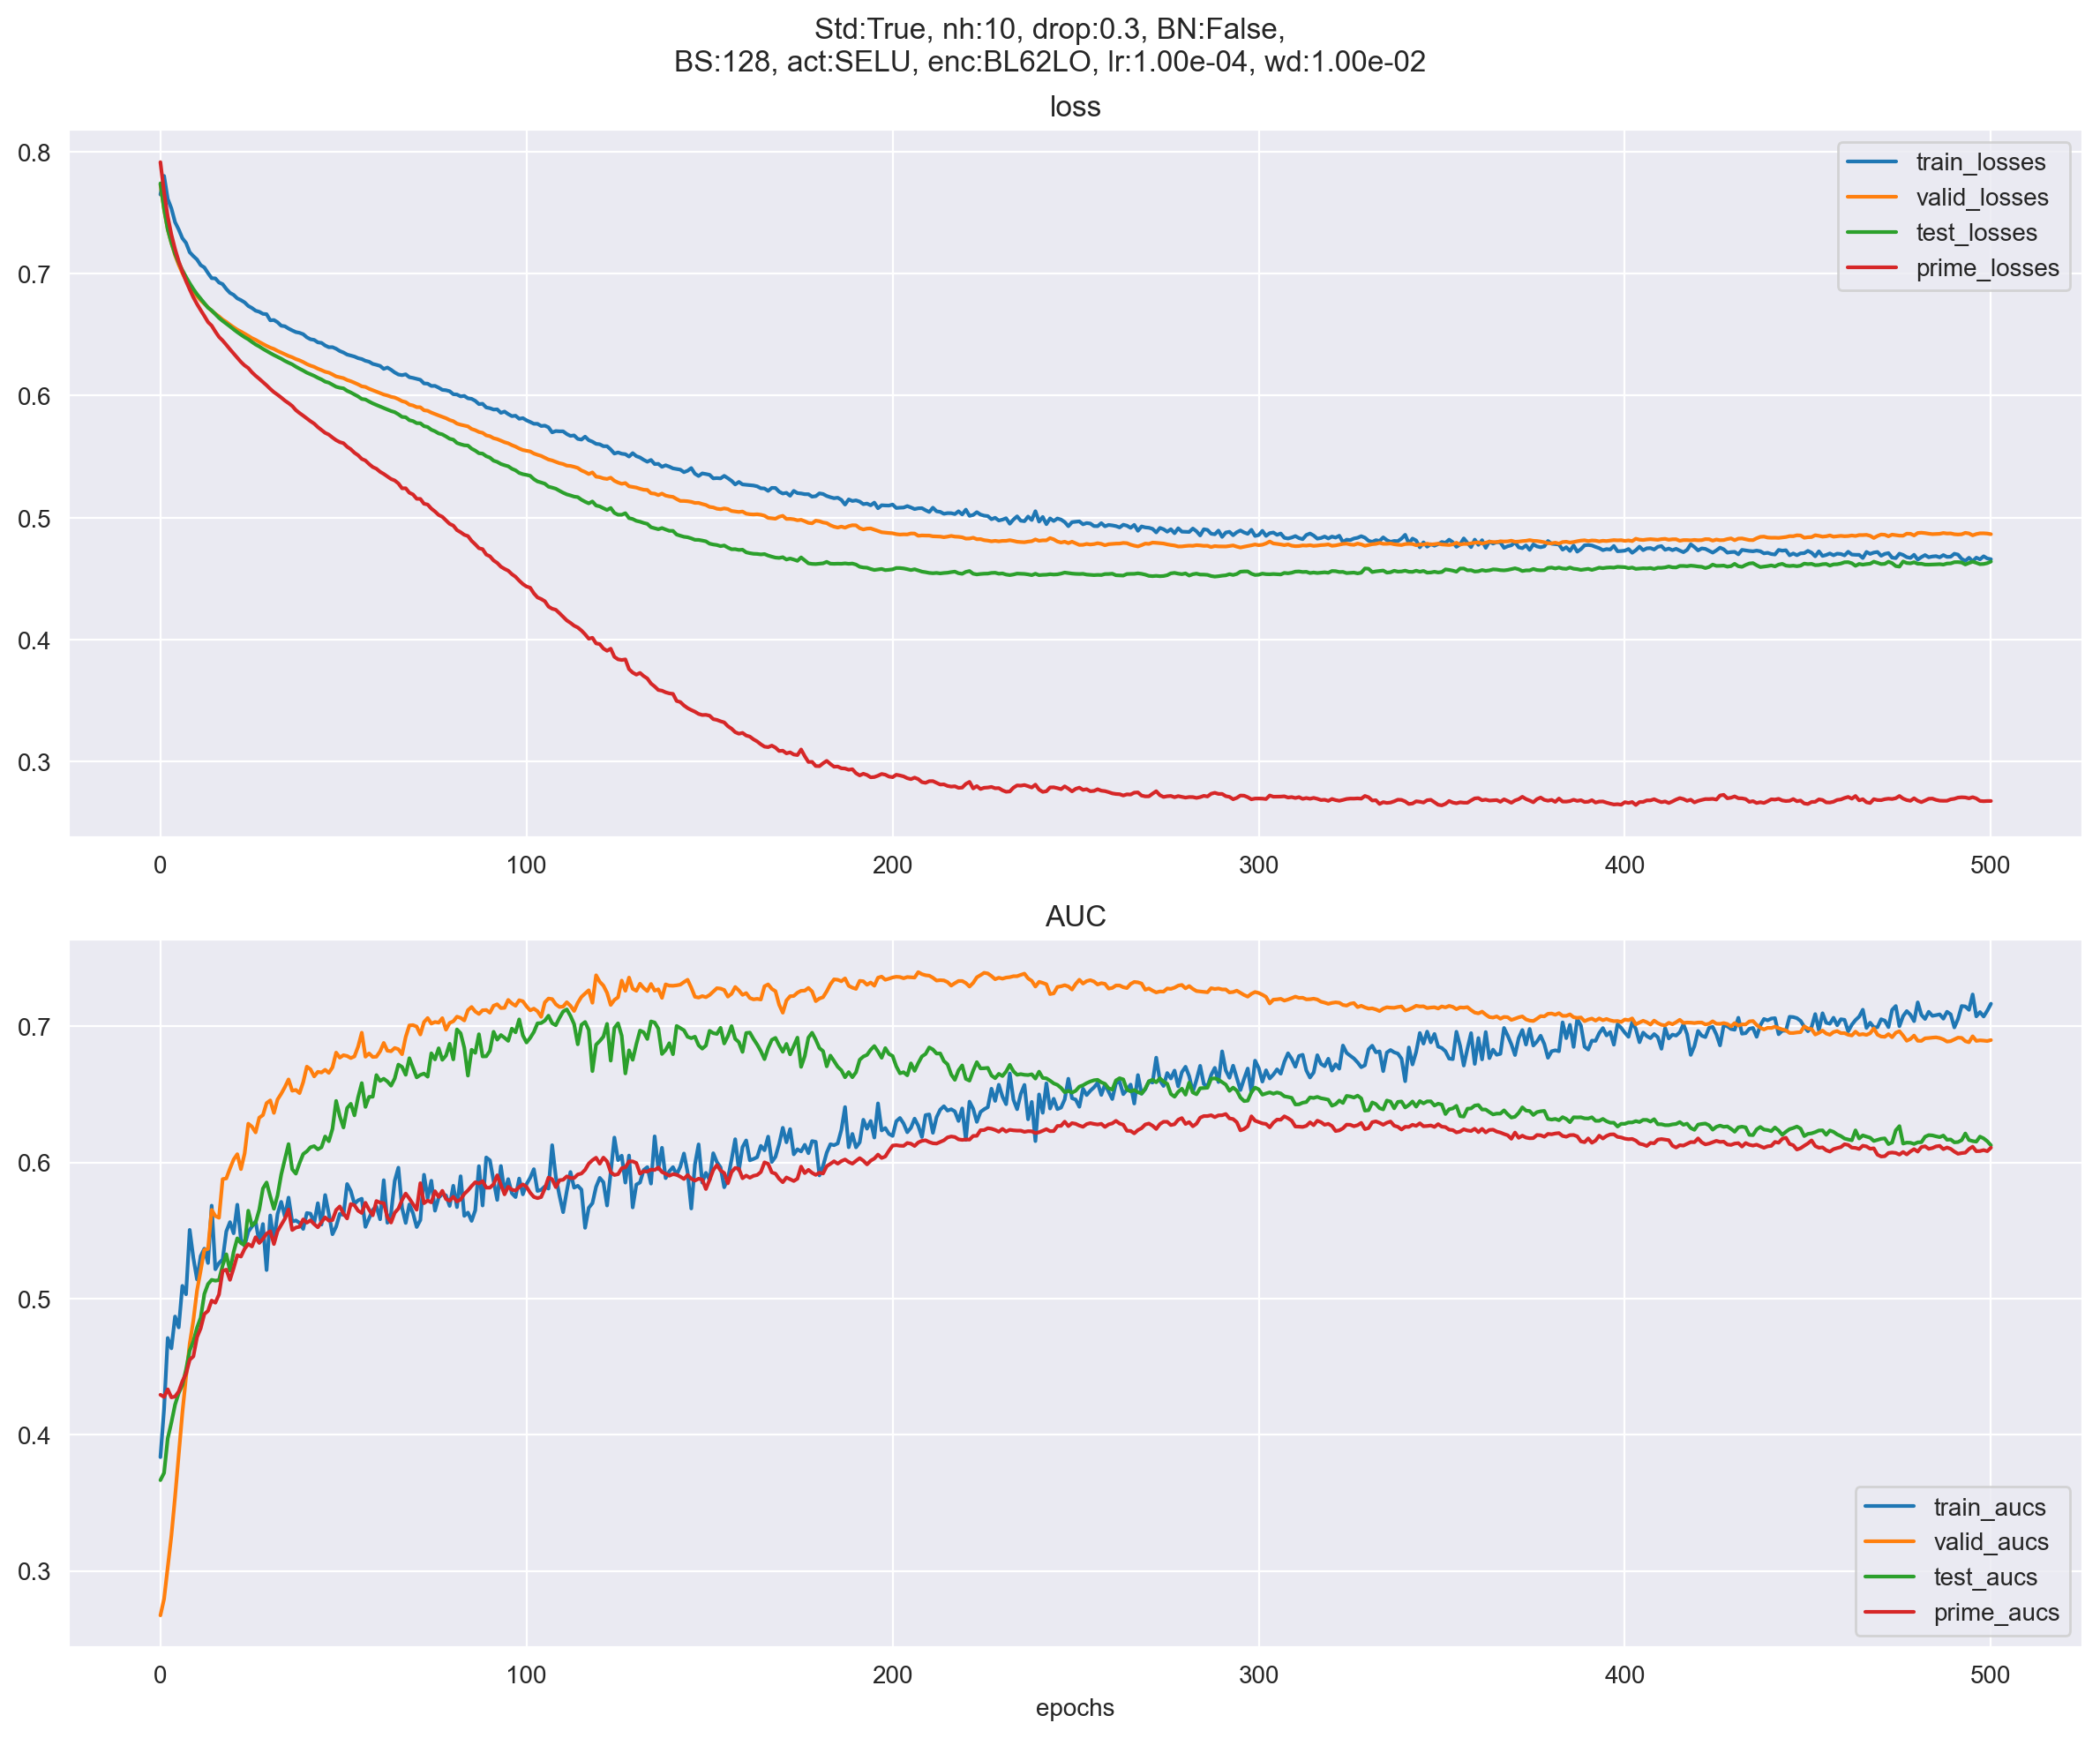 Std:True, nh:10, drop:0.3, BN:False,
BS:128, act:SELU, enc:BL62LO, lr:1.00e-04, wd:1.00e-02
loss
0.8
0.7
0.6
0.5
0.4
0.3
train_losses
valid_losses
test_losses
prime_losses
0 100 200 300 400 500
AUC
0.7
0.6
0.5
0.4
0.3
train_aucs
valid_aucs
test_aucs
prime_aucs
0 100 200 300 400 500
epochs